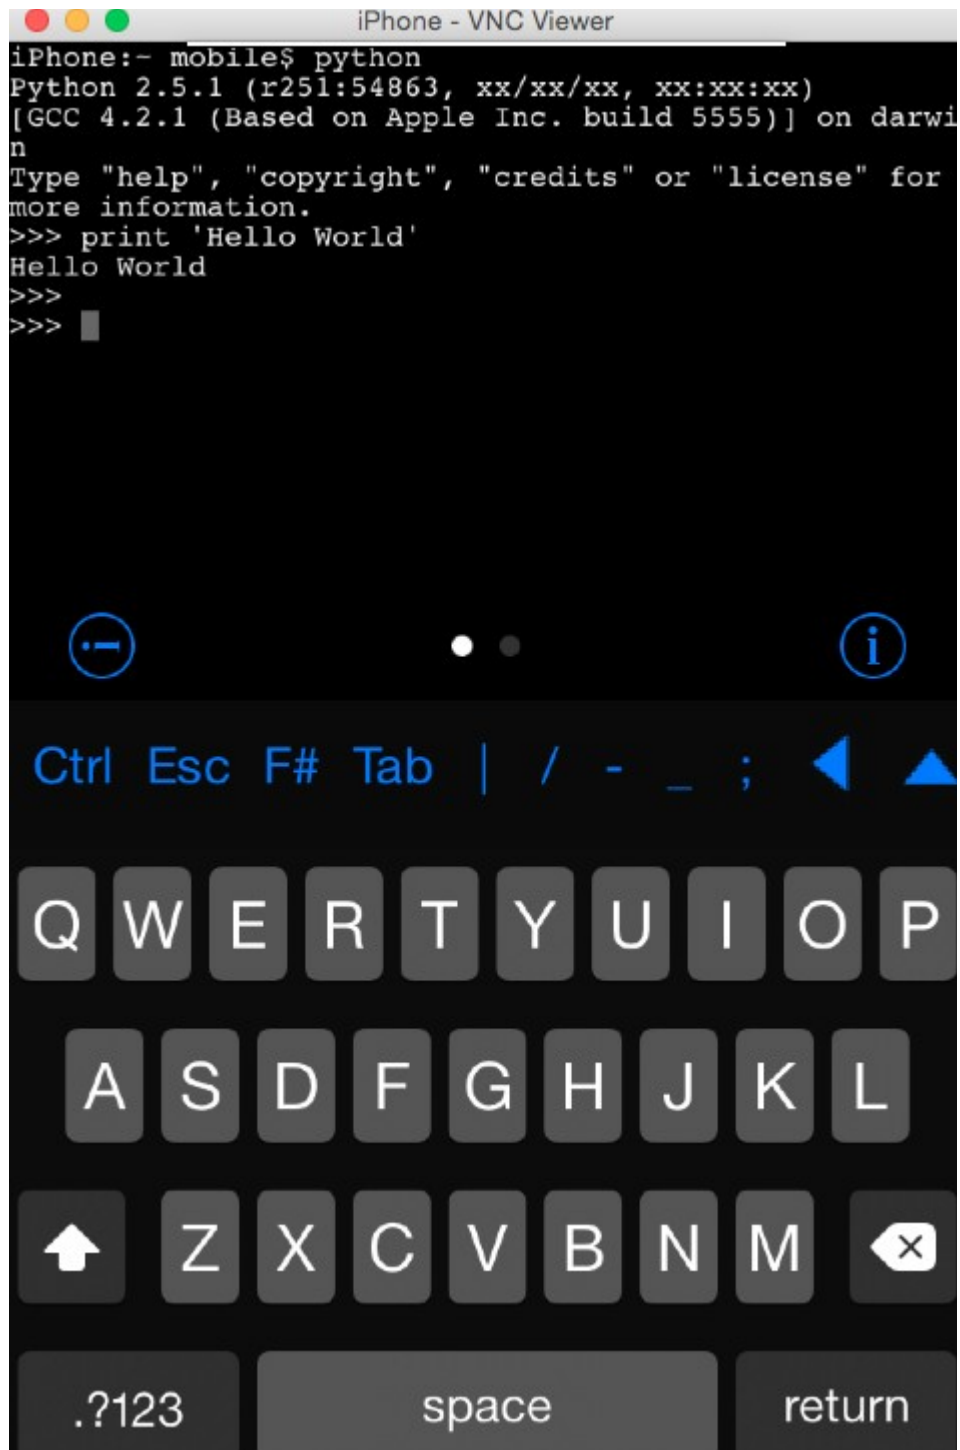 iPhone - VNC Viewer
iPhone:~ mobile$ python
Python 2.5.1 (r251:54863, xx/xx/xx, xx:xx:xx)
[GCC 4.2.1 (Based on Apple Inc. build 5555)] on darwi
n
Type "help", "copyright", "credits" or "license" for
more information.
>>> print 'Hello World'
Hello World
>>>
>>>
i
Ctrl Esc F# Tab | / - _ ;
Q W E R T Y U I O P
A S D F G H J K L
Z X C V B N M
.?123 space return